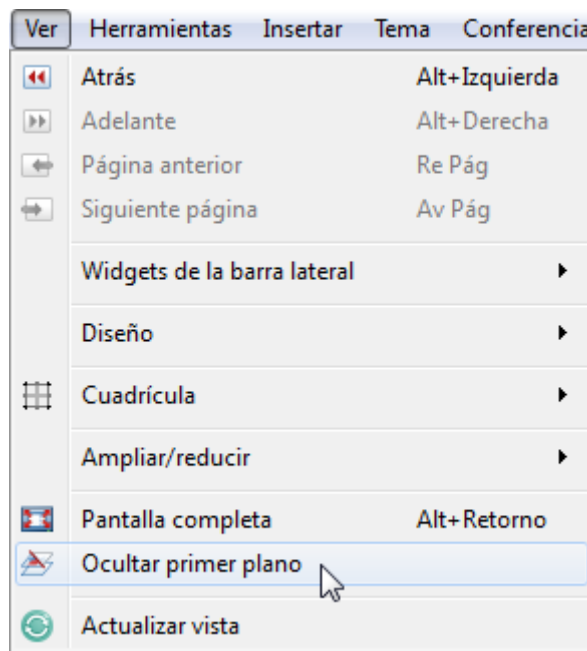 Ver Herramientas Insertar Tema Conferencia
Atrás Alt+Izquierda
Adelante Alt+Derecha
Página anterior Re Pág
Siguiente página Av Pág
Widgets de la barra lateral
Diseño
Cuadrícula
Ampliar/reducir
Pantalla completa Alt+Retorno
Ocultar primer plano
Actualizar vista